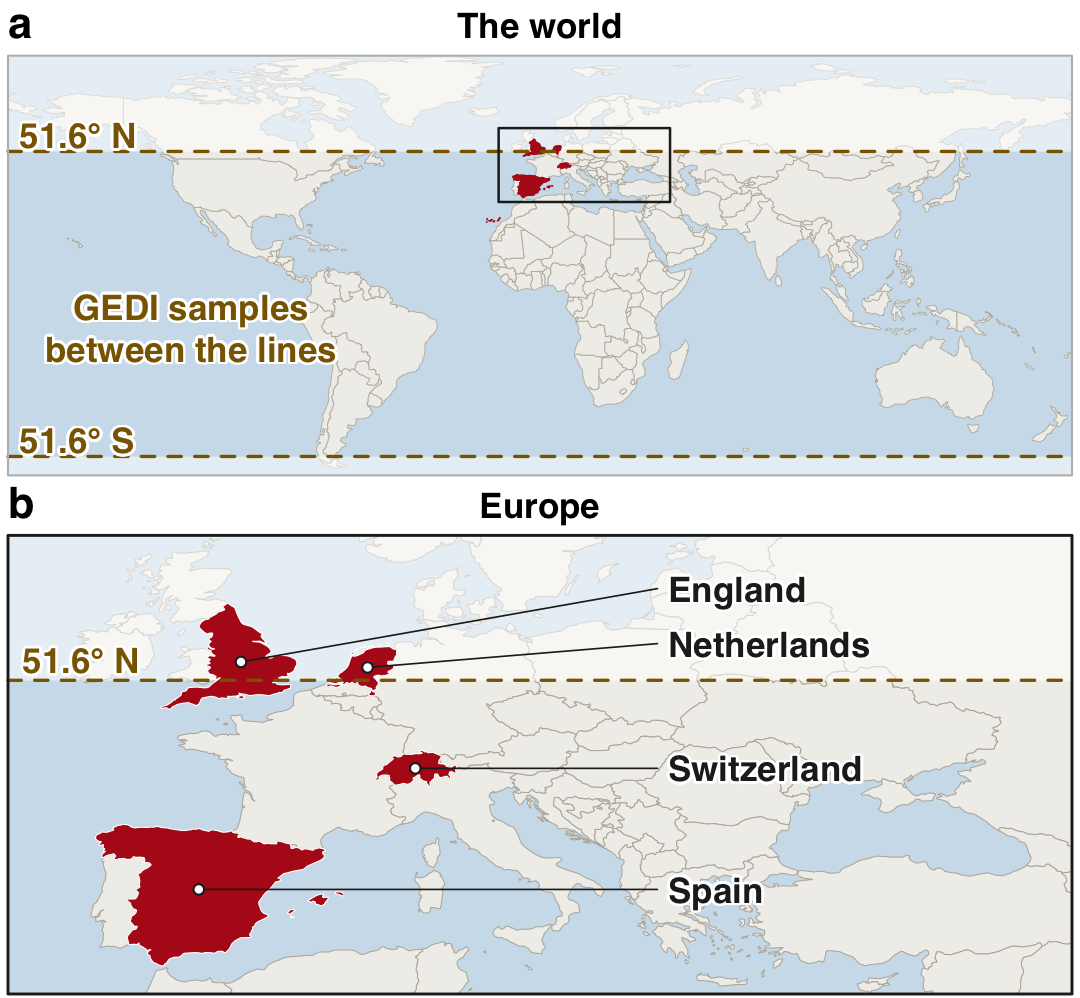 a
The world
51.6° N
GEDI samples
between the lines
51.6° S
b
Europe
England
Netherlands
51.6° N
Switzerland
Spain